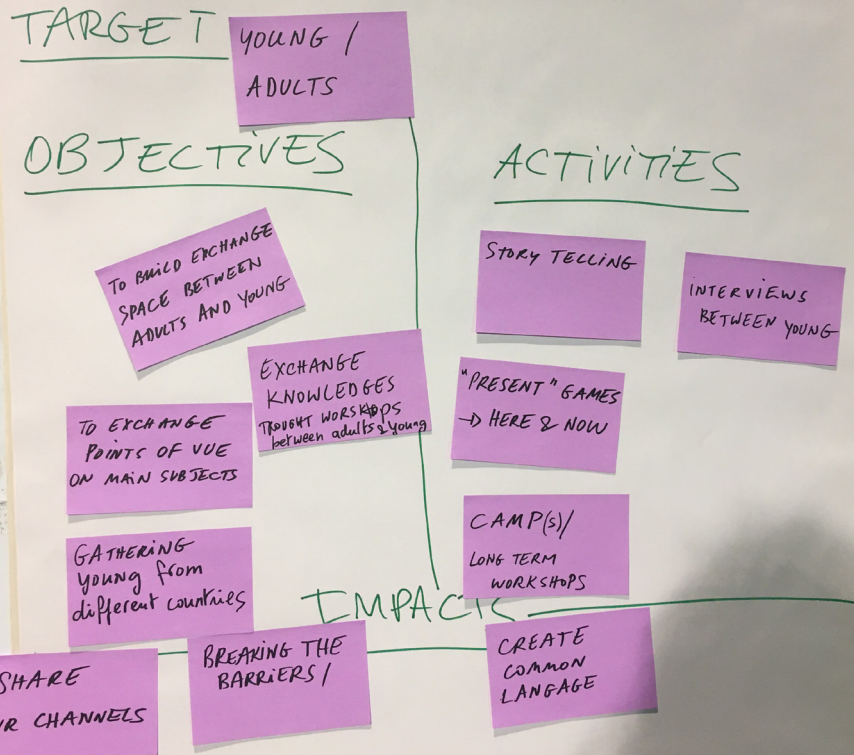 TARGET
YOUNG /
ADULTS
OBJECTIVES
TO BUILD EXCHANGE
SPACE BETWEEN
ADULTS AND YOUNG
EXCHANGE
KNOWLEDGES
TROUGHT WORSKHOPS
between adults & young
TO EXCHANGE
POINTS OF VUE
ON MAIN SUBJECTS
GATHERING
young from
different countries
ACTIVITIES
STORY TELLING
INTERVIEWS
BETWEEN YOUNG
"PRESENT" GAMES
→ HERE & NOW
CAMP(s)/
LONG TERM
WORKSHOPS
IMPACTS
SHARE
CHANNELS
BREAKING THE
BARRIERS /
CREATE
COMMON
LANGAGE